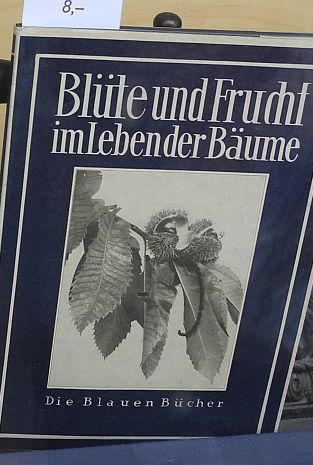 8,–
Blüte und Frucht
im Leben der Bäume
Die Blauen Bücher